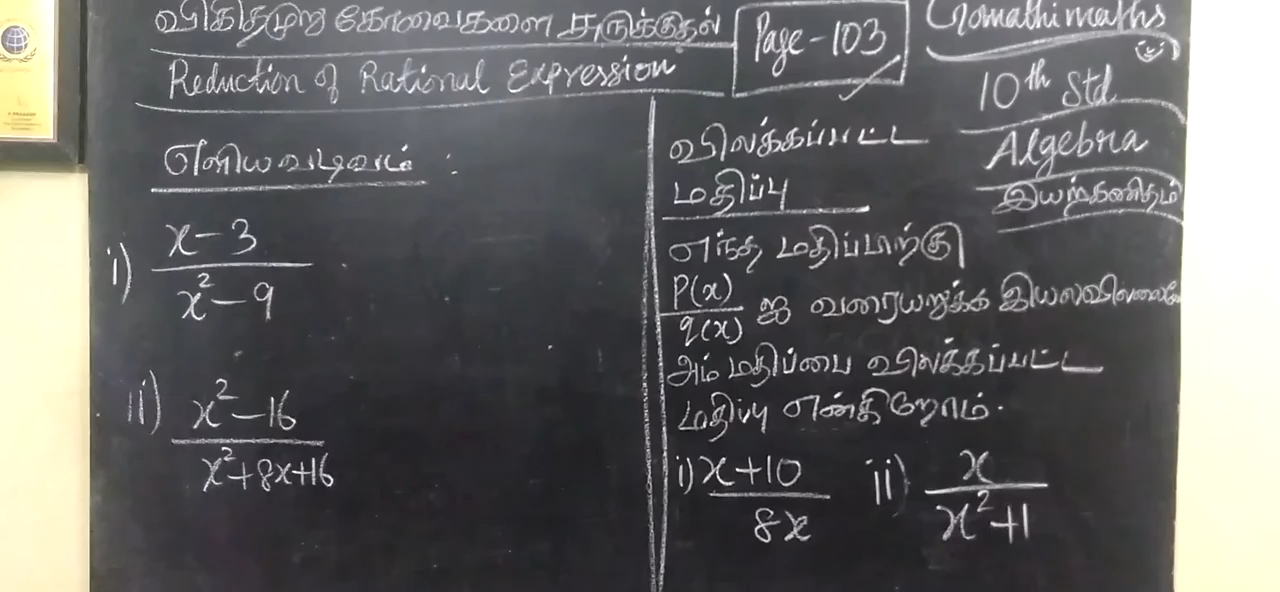 விகிதமுறு கோவைகளை சுருக்குதல்
Reduction of Rational Expression
Page-103
Gomathimaths
10th Std
Algebra
இயற்கணிதம்
எளிய வடிவம் :
i) x-3
x²-9
ii) x²-16
x²+8x+16
விலக்கப்பட்ட
மதிப்பு
எந்த மதிப்பிற்கு
P(x)
q(x) ஐ வரையறுக்க இயலவில்லையோ
அம் மதிப்பை விலக்கப்பட்ட
மதிப்பு என்கிறோம்.
i) x+10
8x
ii) x
x²+1